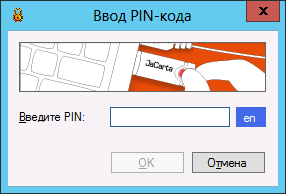 Ввод PIN-кода
x
JaCarta
Введите PIN:
en
OK
Отмена